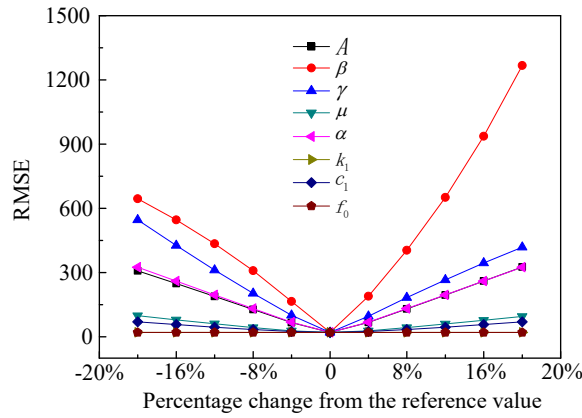 1500
1200
900
600
300
0
RMSE
A
β
γ
μ
α
k₁
c₁
f₀
-20% -16% -8% 0 8% 16% 20%
Percentage change from the reference value